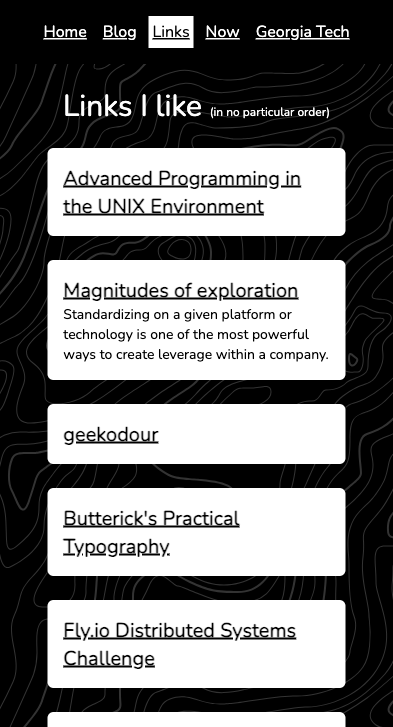 Home Blog Links Now Georgia Tech
Links I like (in no particular order)
Advanced Programming in
the UNIX Environment
Magnitudes of exploration
Standardizing on a given platform or
technology is one of the most powerful
ways to create leverage within a company.
geekodour
Butterick's Practical
Typography
Fly.io Distributed Systems
Challenge